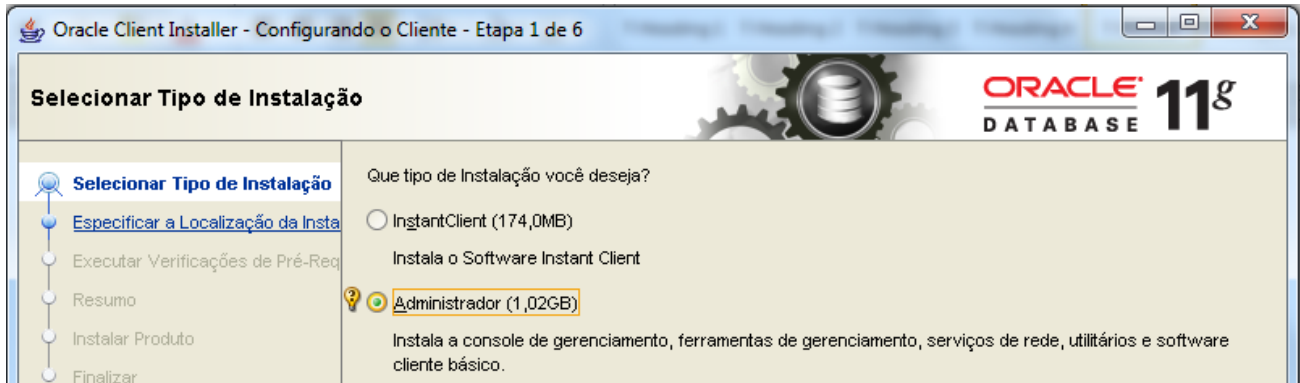 Oracle Client Installer - Configurando o Cliente - Etapa 1 de 6
Selecionar Tipo de Instalação
ORACLE 11g
DATABASE
Selecionar Tipo de Instalação
Especificar a Localização da Insta
Executar Verificações de Pré-Req
Resumo
Instalar Produto
Finalizar
Que tipo de Instalação você deseja?
InstantClient (174,0MB)
Instala o Software Instant Client
Administrador (1,02GB)
Instala a console de gerenciamento, ferramentas de gerenciamento, serviços de rede, utilitários e software
cliente básico.